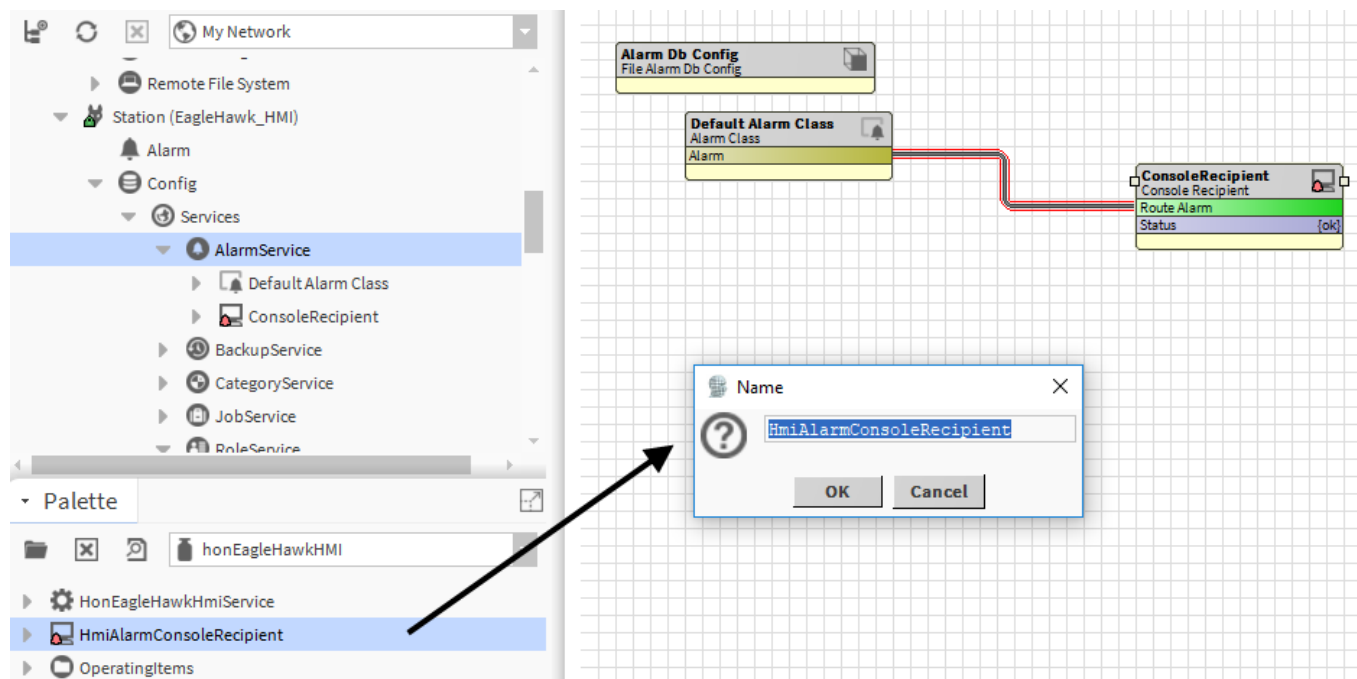 My Network
Remote File System
Station (EagleHawk_HMI)
Alarm
Config
Services
AlarmService
Default Alarm Class
ConsoleRecipient
BackupService
CategoryService
JobService
RoleService
Palette
honEagleHawkHMI
HonEagleHawkHmiService
HmiAlarmConsoleRecipient
OperatingItems
Alarm Db Config
File Alarm Db Config
Default Alarm Class
Alarm Class
Alarm
ConsoleRecipient
Console Recipient
Route Alarm
Status {ok}
Name
HmiAlarmConsoleRecipient
OK Cancel